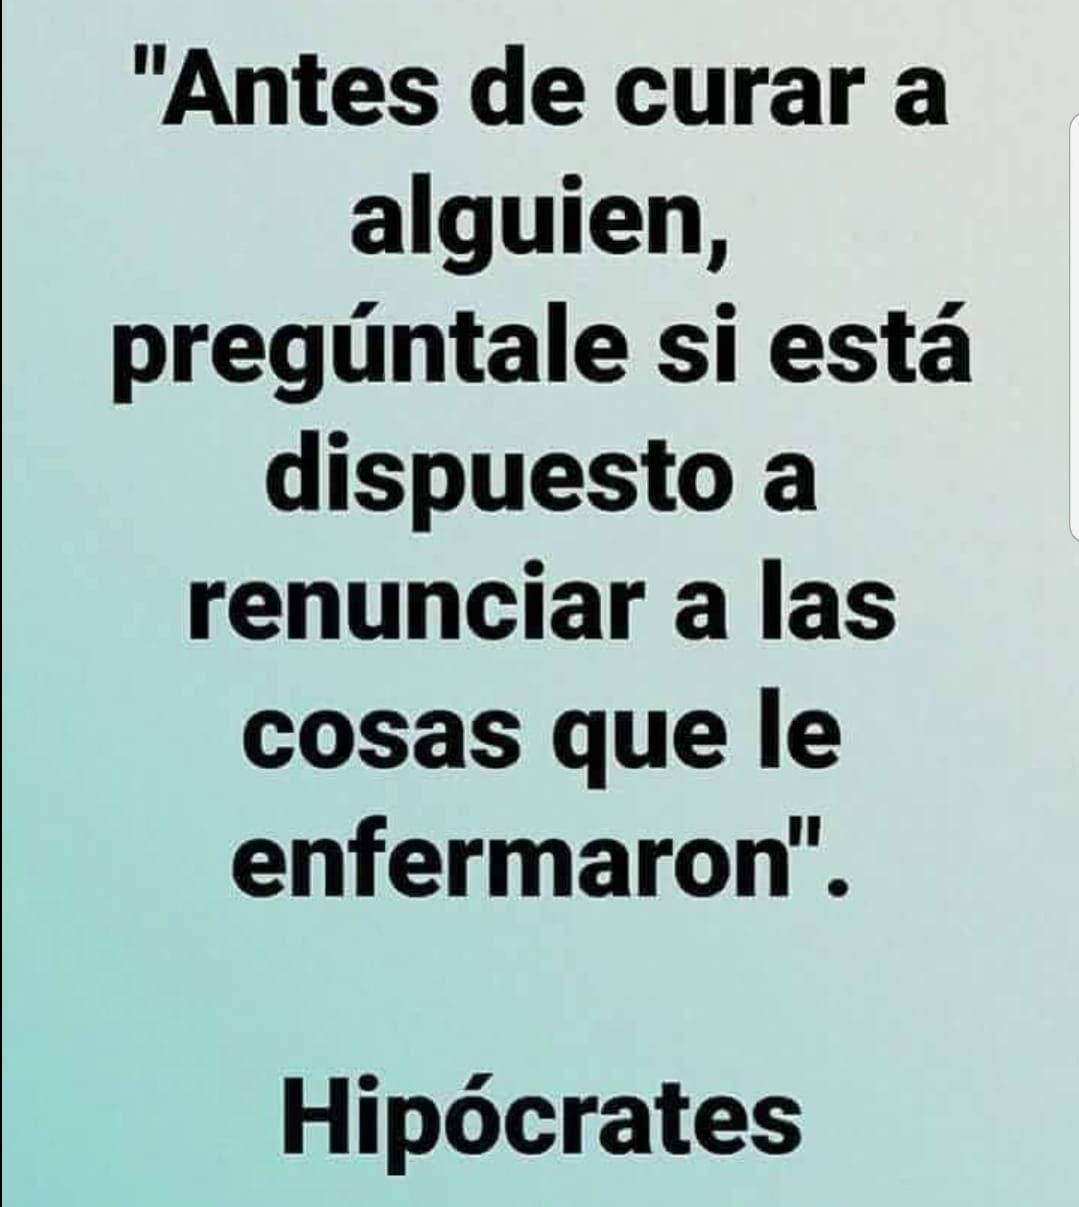 "Antes de curar a
alguien,
pregúntale si está
dispuesto a
renunciar a las
cosas que le
enfermaron".
Hipócrates